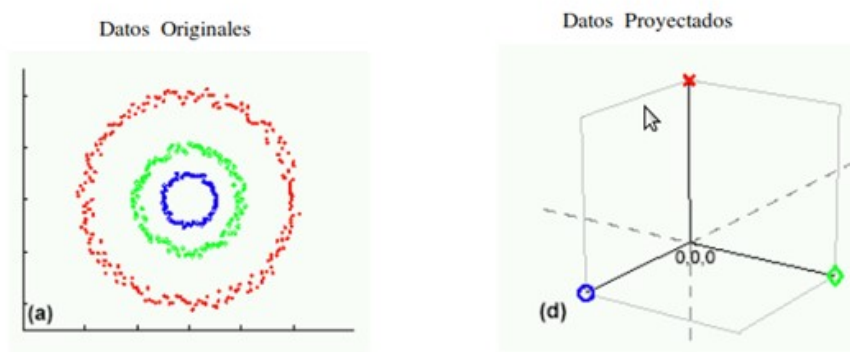 Datos Originales
Datos Proyectados
(a)
0,0,0
(d)